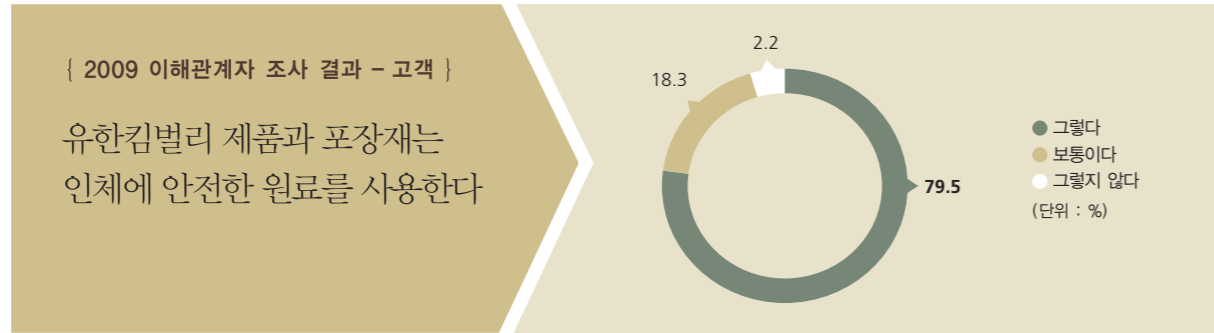 { 2009 이해관계자 조사 결과 – 고객 }
유한킴벌리 제품과 포장재는
인체에 안전한 원료를 사용한다
2.2
18.3
79.5
그렇다
보통이다
그렇지 않다
(단위 : %)